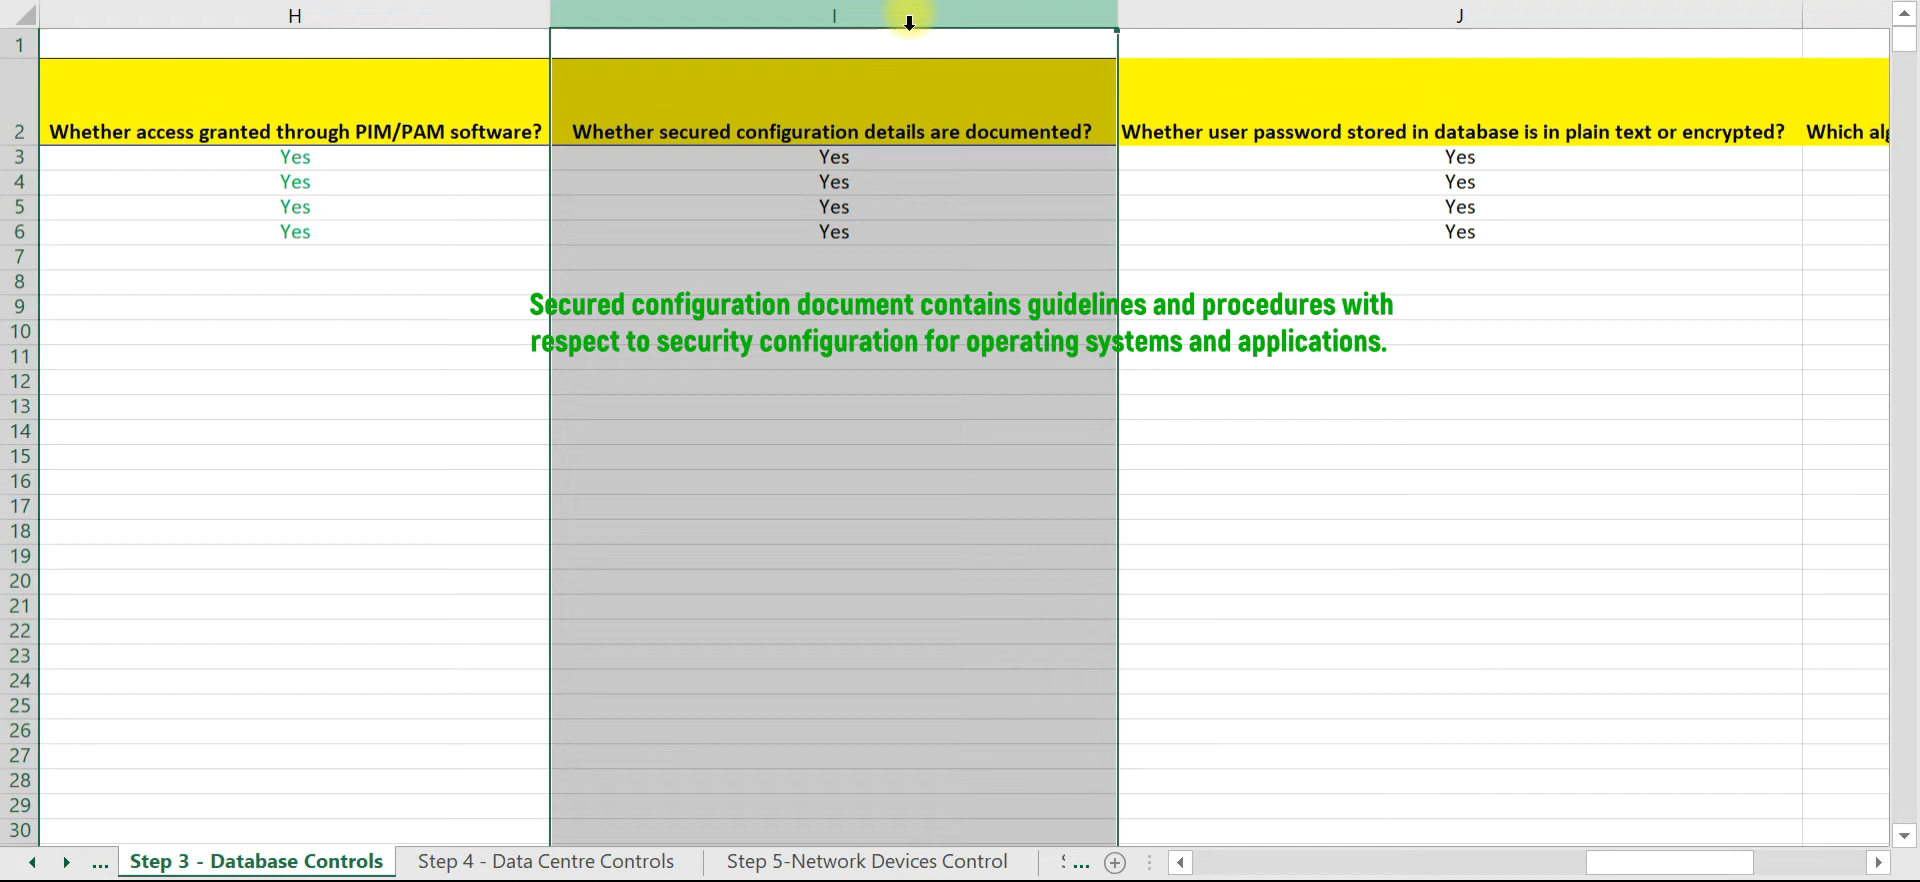 H I J
1
2 Whether access granted through PIM/PAM software? Whether secured configuration details are documented? Whether user password stored in database is in plain text or encrypted? Which alg
3 Yes Yes Yes
4 Yes Yes Yes
5 Yes Yes Yes
6 Yes Yes Yes
7
8
9
Secured configuration document contains guidelines and procedures with
10
respect to security configuration for operating systems and applications.
11
12
13
14
15
16
17
18
19
20
21
22
23
24
25
26
27
28
29
30
... Step 3 - Database Controls Step 4 - Data Centre Controls Step 5-Network Devices Control ...